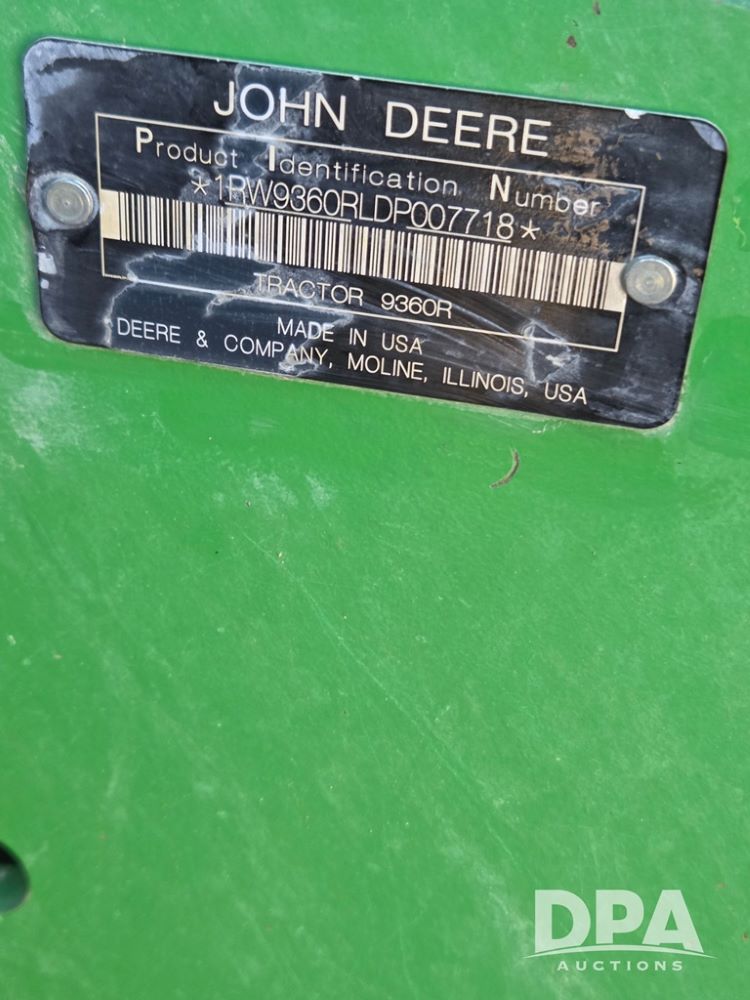 JOHN DEERE
Product Identification Number
*1RW9360RLDP007718*
TRACTOR 9360R
MADE IN USA
DEERE & COMPANY, MOLINE, ILLINOIS, USA
DPA
AUCTIONS